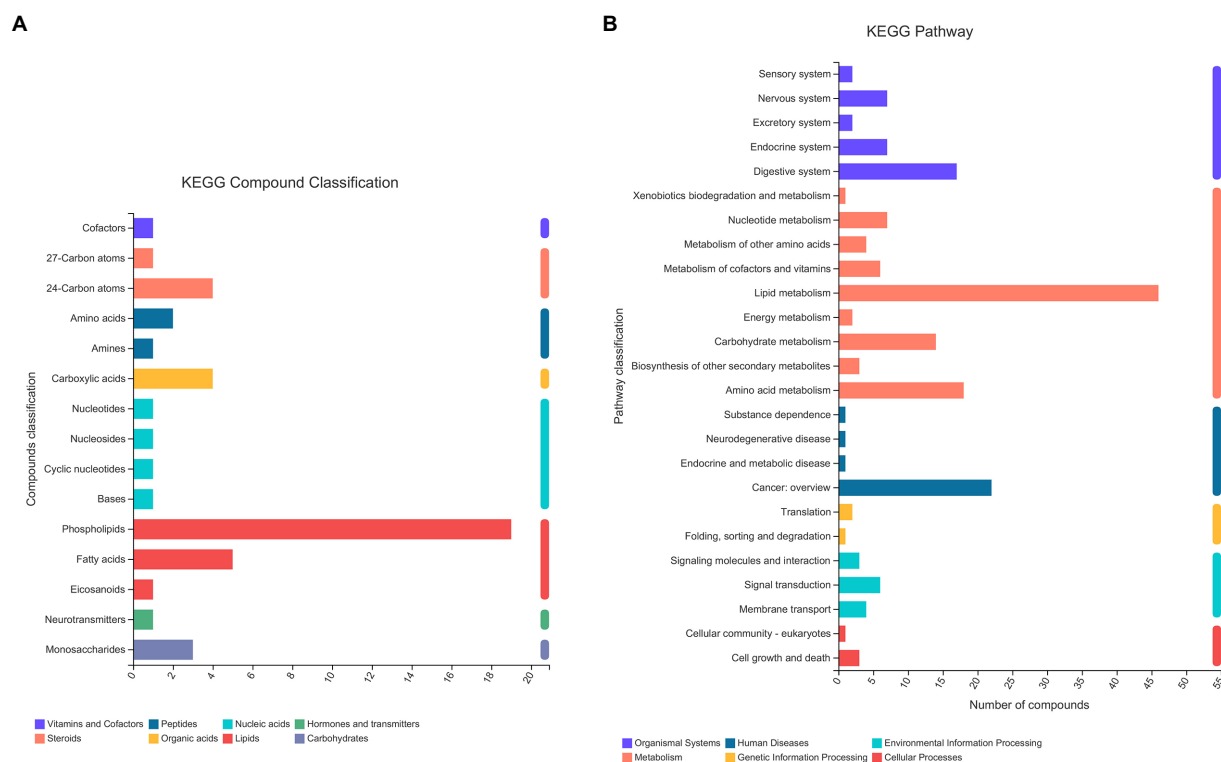 A
KEGG Compound Classification
Compounds classification
Cofactors
27-Carbon atoms
24-Carbon atoms
Amino acids
Amines
Carboxylic acids
Nucleotides
Nucleosides
Cyclic nucleotides
Bases
Phospholipids
Fatty acids
Eicosanoids
Neurotransmitters
Monosaccharides
0 2 4 6 8 10 12 14 16 18 20
Vitamins and Cofactors Peptides Nucleic acids Hormones and transmitters
Steroids Organic acids Lipids Carbohydrates
B
KEGG Pathway
Pathway classification
Sensory system
Nervous system
Excretory system
Endocrine system
Digestive system
Xenobiotics biodegradation and metabolism
Nucleotide metabolism
Metabolism of other amino acids
Metabolism of cofactors and vitamins
Lipid metabolism
Energy metabolism
Carbohydrate metabolism
Biosynthesis of other secondary metabolites
Amino acid metabolism
Substance dependence
Neurodegenerative disease
Endocrine and metabolic disease
Cancer: overview
Translation
Folding, sorting and degradation
Signaling molecules and interaction
Signal transduction
Membrane transport
Cellular community - eukaryotes
Cell growth and death
0 5 10 15 20 25 30 35 40 45 50 55
Number of compounds
Organismal Systems Human Diseases Environmental Information Processing
Metabolism Genetic Information Processing Cellular Processes